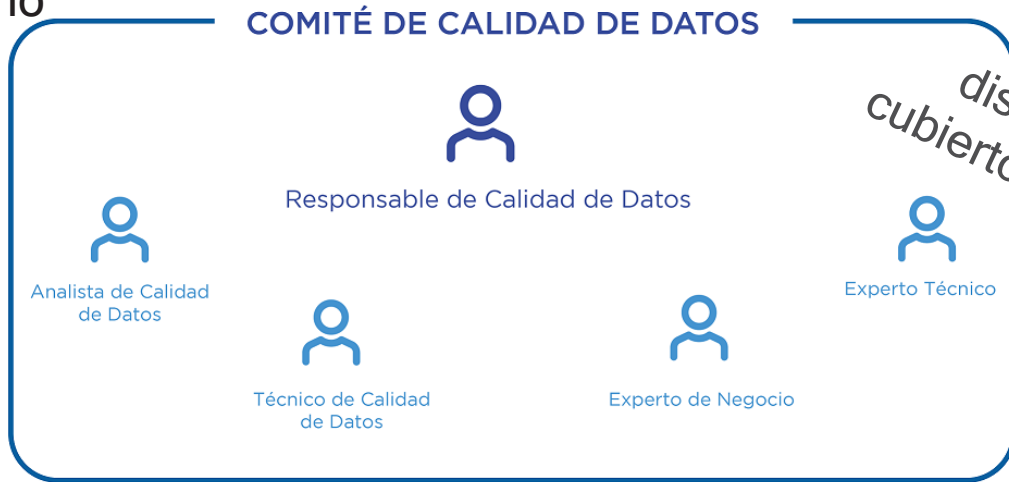 COMITÉ DE CALIDAD DE DATOS
Responsable de Calidad de Datos
Analista de Calidad
de Datos
Técnico de Calidad
de Datos
Experto de Negocio
Experto Técnico